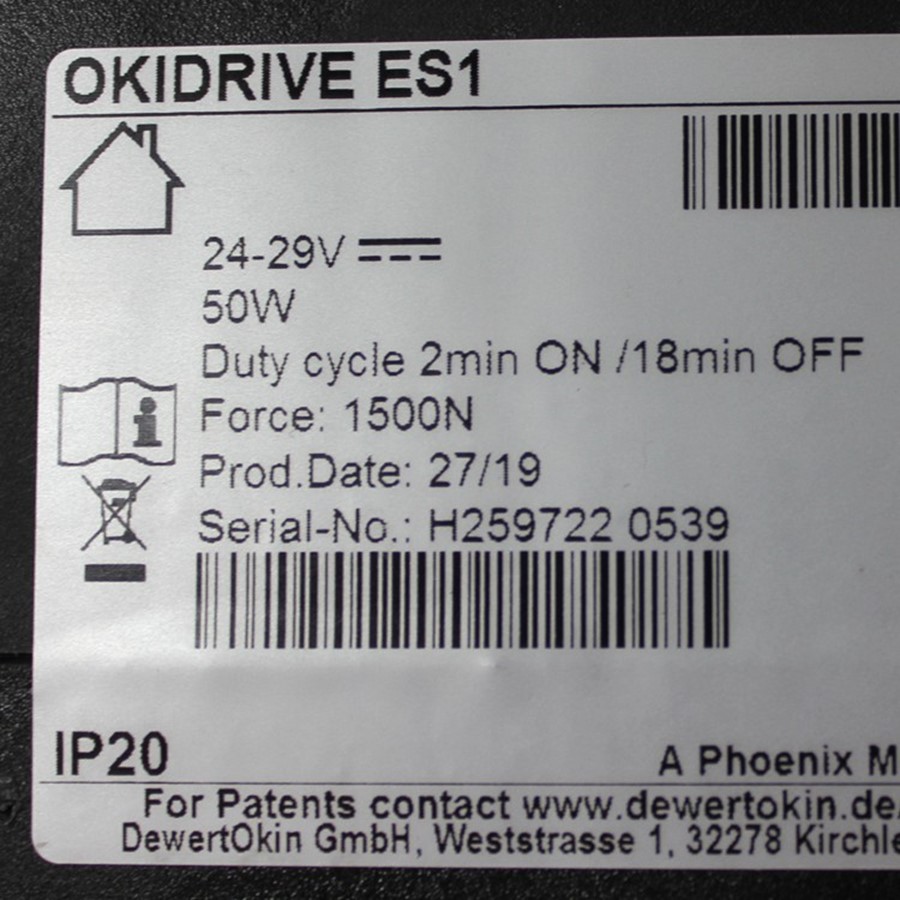 OKIDRIVE ES1
24-29V
50W
Duty cycle 2min ON /18min OFF
Force: 1500N
Prod.Date: 27/19
Serial-No.: H259722 0539
IP20
A Phoenix M
For Patents contact www.dewertokin.de/
DewertOkin GmbH, Weststrasse 1, 32278 Kirchle